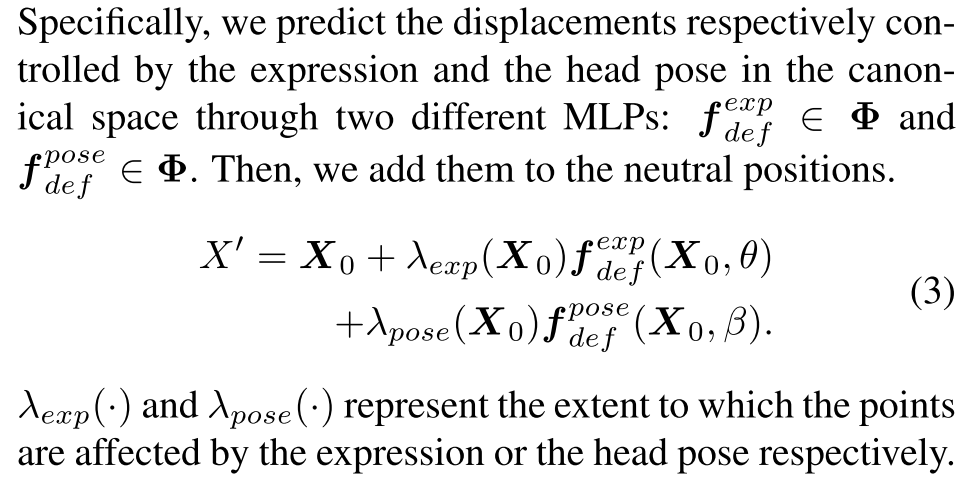 Specifically, we predict the displacements respectively con-
trolled by the expression and the head pose in the canon-
ical space through two different MLPs: $\boldsymbol{f}_{def}^{exp} \in \boldsymbol{\Phi}$ and
$\boldsymbol{f}_{def}^{pose} \in \boldsymbol{\Phi}$. Then, we add them to the neutral positions.
$X' = \boldsymbol{X}_0 + \lambda_{exp}(\boldsymbol{X}_0)\boldsymbol{f}_{def}^{exp}(\boldsymbol{X}_0, \theta)$
$+\lambda_{pose}(\boldsymbol{X}_0)\boldsymbol{f}_{def}^{pose}(\boldsymbol{X}_0, \beta).$
(3)
$\lambda_{exp}(\cdot)$ and $\lambda_{pose}(\cdot)$ represent the extent to which the points
are affected by the expression or the head pose respectively.